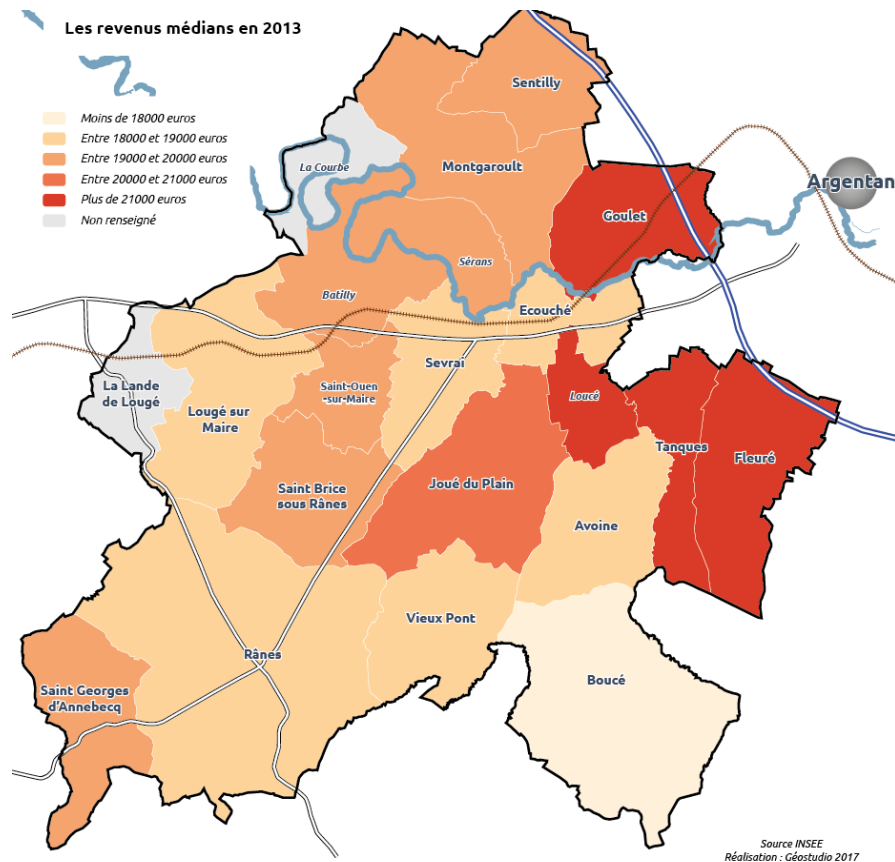 Les revenus médians en 2013
Moins de 18000 euros
Entre 18000 et 19000 euros
Entre 19000 et 20000 euros
Entre 20000 et 21000 euros
Plus de 21000 euros
Non renseigné
Sentilly
La Courbe
Montgaroult
Argentan
Goulet
Sérans
Batilly
Ecouché
Sevrai
La Lande
de Lougé
Saint-Ouen
-sur-Maire
Loucé
Lougé sur
Maire
Tanques
Fleuré
Saint Brice
sous Rânes
Joué du Plain
Avoine
Vieux Pont
Rânes
Boucé
Saint Georges
d'Annebecq
Source INSEE
Réalisation : Géostudio 2017